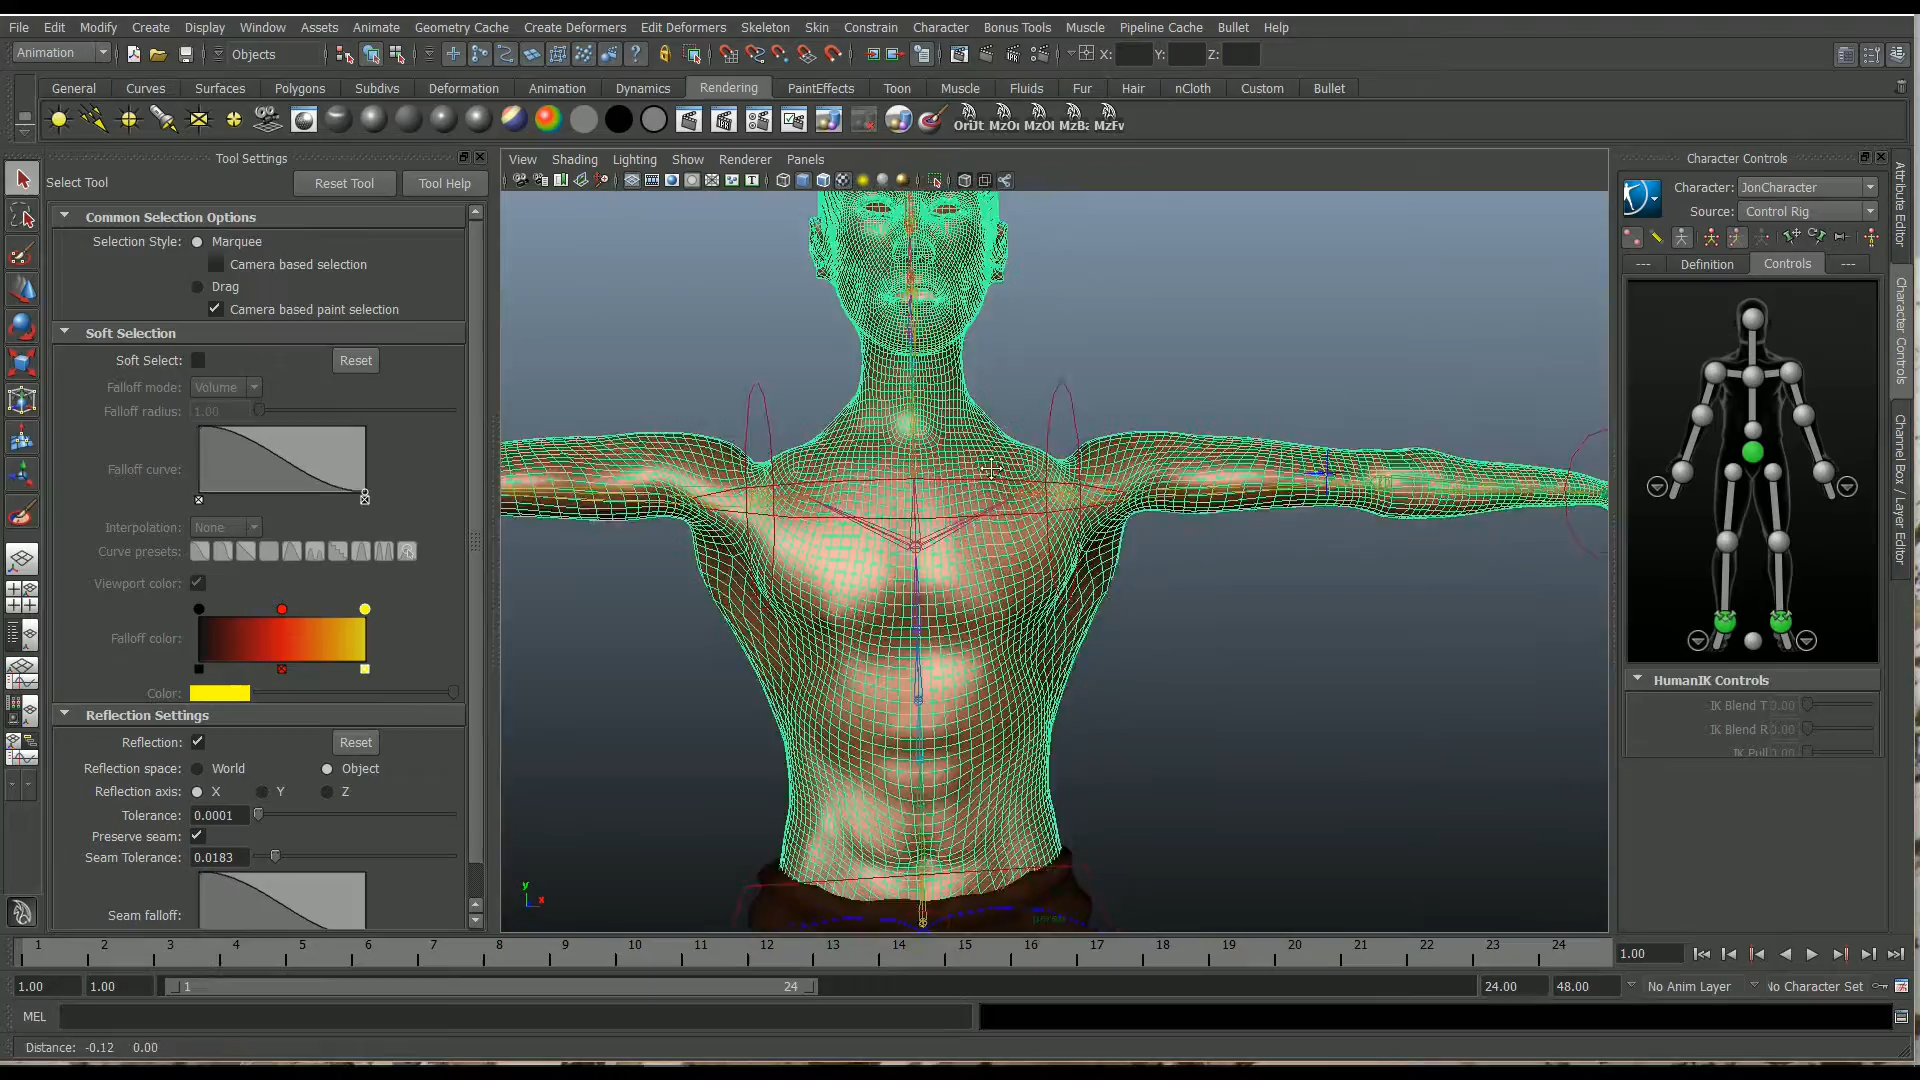 File Edit Modify Create Display Window Assets Animate Geometry Cache Create Deformers Edit Deformers Skeleton Skin Constrain Character Bonus Tools Muscle Pipeline Cache Bullet Help
Animation Objects X: Y: Z:
General Curves Surfaces Polygons Subdivs Deformation Animation Dynamics Rendering PaintEffects Toon Muscle Fluids Fur Hair nCloth Custom Bullet
Tool Settings
Select Tool Reset Tool Tool Help
Common Selection Options
Selection Style: Marquee
Camera based selection
Drag
Camera based paint selection
Soft Selection
Soft Select: Reset
Falloff mode: Volume
Falloff radius: 1.00
Falloff curve:
Interpolation: None
Curve presets:
Viewport color:
Falloff color:
Color:
Reflection Settings
Reflection: Reset
Reflection space: World Object
Reflection axis: X Y Z
Tolerance: 0.0001
Preserve seam:
Seam Tolerance: 0.0183
Seam falloff:
View Shading Lighting Show Renderer Panels
y
x
Character Controls
Character: JonCharacter
Source: Control Rig
--- Definition Controls ---
HumanIK Controls
IK Blend T 0.00
IK Blend R 0.00
IK Pull 0.00
Attribute Editor
Character Controls
Channel Box / Layer Editor
1 2 3 4 5 6 7 8 9 10 11 12 13 14 15 16 17 18 19 20 21 22 23 24 1.00
1.00 1.00 1 24 24.00 48.00 No Anim Layer No Character Set
MEL
Distance: -0.12 0.00